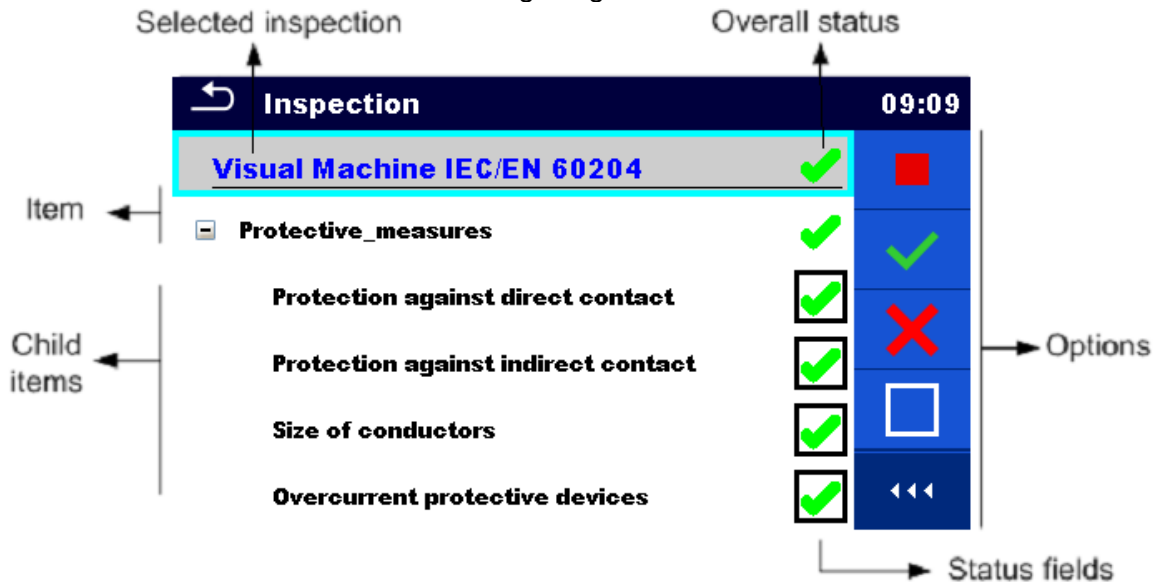 Selected inspection
Overall status
Inspection
09:09
Visual Machine IEC/EN 60204
Item
Protective_measures
Protection against direct contact
Child
items
Protection against indirect contact
Options
Size of conductors
Overcurrent protective devices
Status fields